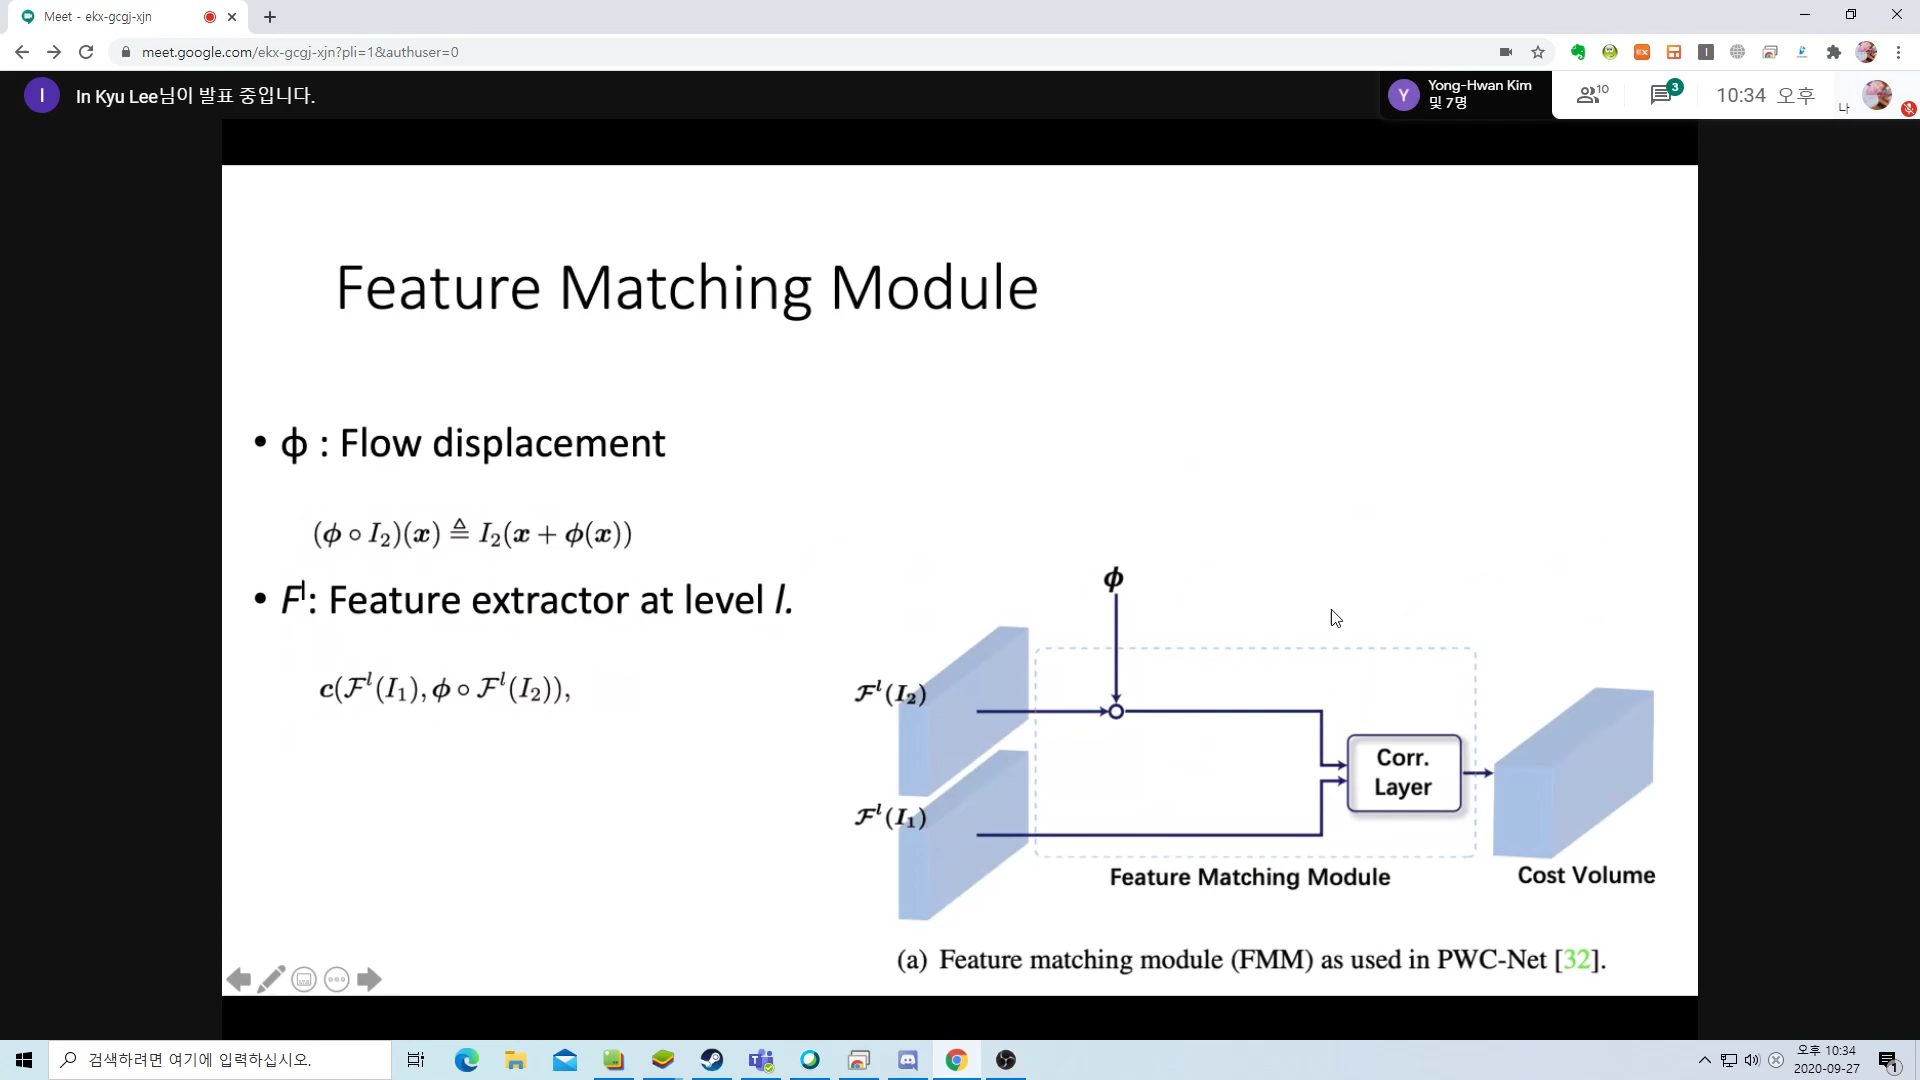 Meet - ekx-gcgj-xjn
meet.google.com/ekx-gcgj-xjn?pli=1&authuser=0
I
In Kyu Lee님이 발표 중입니다.
Y
Yong-Hwan Kim
및 7명
10
3
10:34 오후
나
Feature Matching Module
• ϕ : Flow displacement
(ϕ ∘ I₂)(x) ≜ I₂(x + ϕ(x))
• Fˡ: Feature extractor at level l.
c(ℱˡ(I₁), ϕ ∘ ℱˡ(I₂)),
ϕ
ℱˡ(I₂)
Corr.
Layer
ℱˡ(I₁)
Feature Matching Module
Cost Volume
(a) Feature matching module (FMM) as used in PWC-Net [32].
검색하려면 여기에 입력하십시오.
오후 10:34
2020-09-27
1